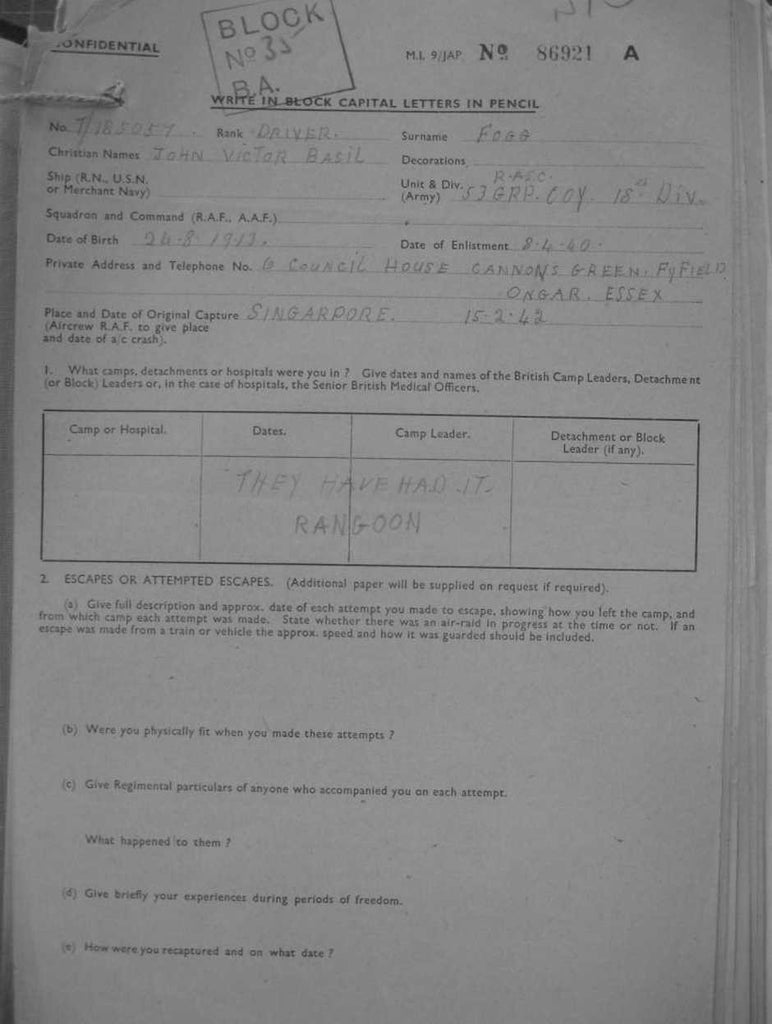 BLOCK
Nº 35
B.A.
CONFIDENTIAL
M.I. 9/JAP Nº 86921 A
WRITE IN BLOCK CAPITAL LETTERS IN PENCIL
No. T/185057. Rank DRIVER. Surname FOGG
Christian Names JOHN VICTOR BASIL Decorations
Ship (R.N., U.S.N. or Merchant Navy)
Unit & Div. (Army) R.A.S.C. 53 GRP. COY. 18th DIV.
Squadron and Command (R.A.F., A.A.F.)
Date of Birth 24-8-1913. Date of Enlistment 8-4-40.
Private Address and Telephone No. 6 COUNCIL HOUSE CANNONS GREEN, FYFIELD
ONGAR. ESSEX
Place and Date of Original Capture SINGARPORE. 15-2-42
(Aircrew R.A.F. to give place
and date of a/c crash).
1. What camps, detachments or hospitals were you in ? Give dates and names of the British Camp Leaders, Detachment
(or Block) Leaders or, in the case of hospitals, the Senior British Medical Officers.
Camp or Hospital. Dates. Camp Leader. Detachment or Block
Leader (if any).
THEY HAVE HAD IT.
RANGOON
2. ESCAPES OR ATTEMPTED ESCAPES. (Additional paper will be supplied on request if required).
(a) Give full description and approx. date of each attempt you made to escape, showing how you left the camp, and
from which camp each attempt was made. State whether there was an air-raid in progress at the time or not. If an
escape was made from a train or vehicle the approx. speed and how it was guarded should be included.
(b) Were you physically fit when you made these attempts ?
(c) Give Regimental particulars of anyone who accompanied you on each attempt.
What happened to them ?
(d) Give briefly your experiences during periods of freedom.
(e) How were you recaptured and on what date ?